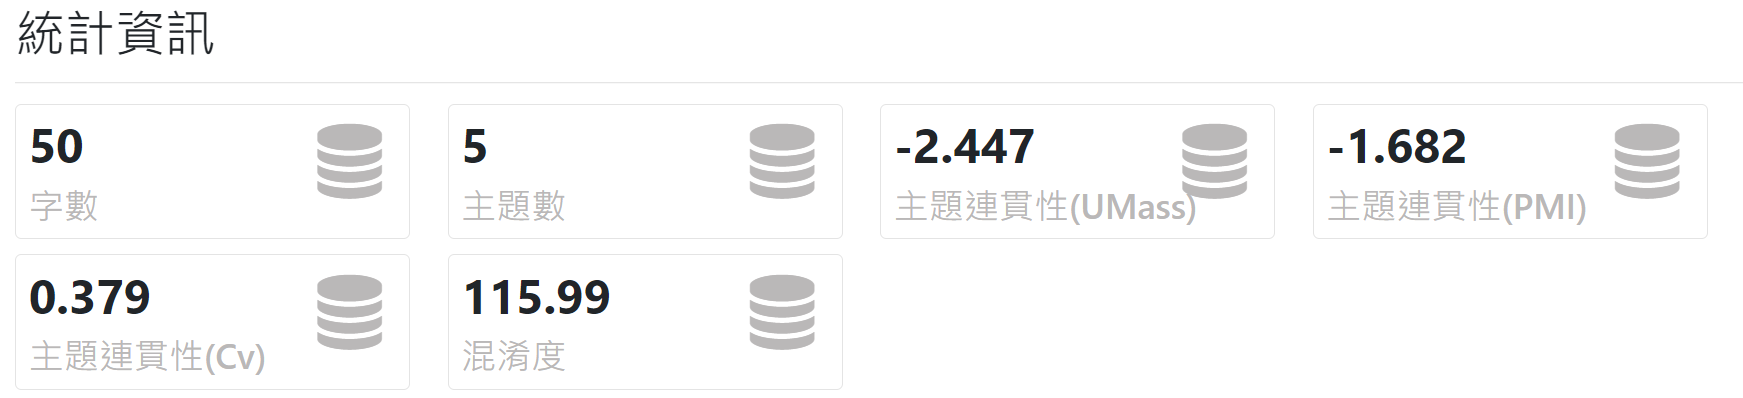 統計資訊
50
字數
5
主題數
-2.447
主題連貫性(UMass)
-1.682
主題連貫性(PMI)
0.379
主題連貫性(Cv)
115.99
混淆度